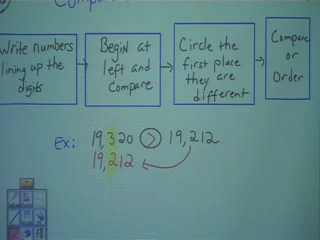 Write numbers
lining up the
digits
Begin at
left and
Compare
Circle the
first place
they are
different
Compare
or
Order
Ex: 19,320 > 19,212
19,212